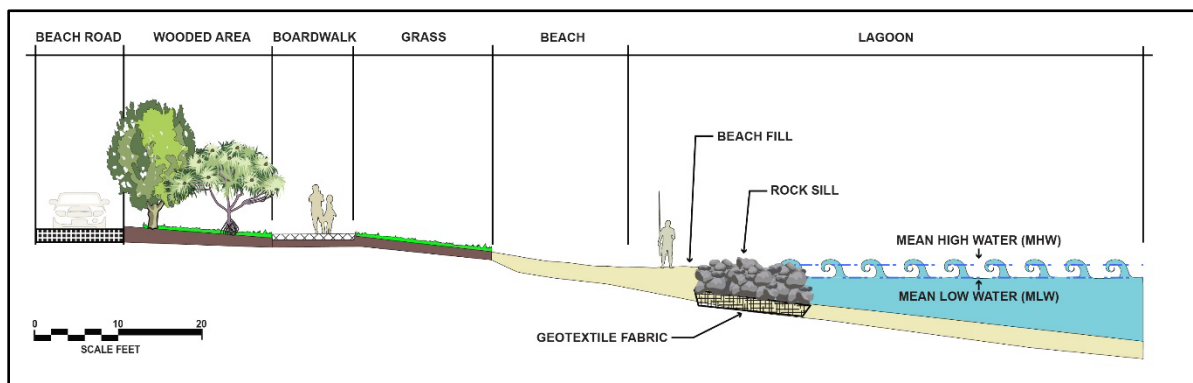 BEACH ROAD
WOODED AREA
BOARDWALK
GRASS
BEACH
LAGOON
BEACH FILL
ROCK SILL
MEAN HIGH WATER (MHW)
MEAN LOW WATER (MLW)
GEOTEXTILE FABRIC
0 10 20
SCALE FEET